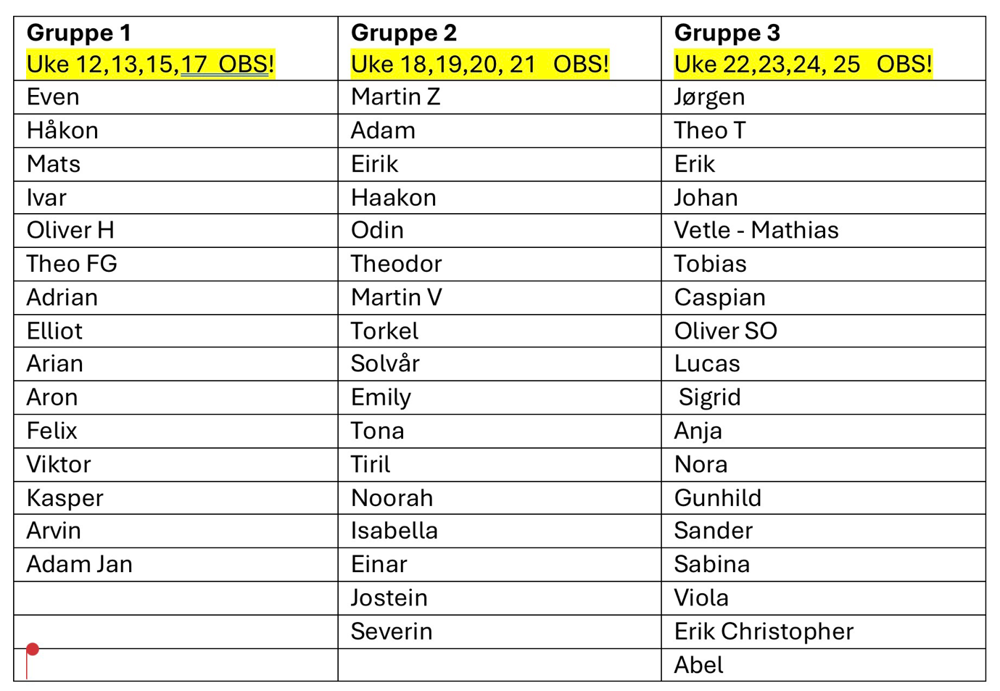 Gruppe 1
Uke 12,13,15,17  OBS!
Gruppe 2
Uke 18,19,20, 21   OBS!
Gruppe 3
Uke 22,23,24, 25   OBS!
Even
Martin Z
Jørgen
Håkon
Adam
Theo T
Mats
Eirik
Erik
Ivar
Haakon
Johan
Oliver H
Odin
Vetle - Mathias
Theo FG
Theodor
Tobias
Adrian
Martin V
Caspian
Elliot
Torkel
Oliver SO
Arian
Solvår
Lucas
Aron
Emily
Sigrid
Felix
Tona
Anja
Viktor
Tiril
Nora
Kasper
Noorah
Gunhild
Arvin
Isabella
Sander
Adam Jan
Einar
Sabina
Jostein
Viola
Severin
Erik Christopher
Abel